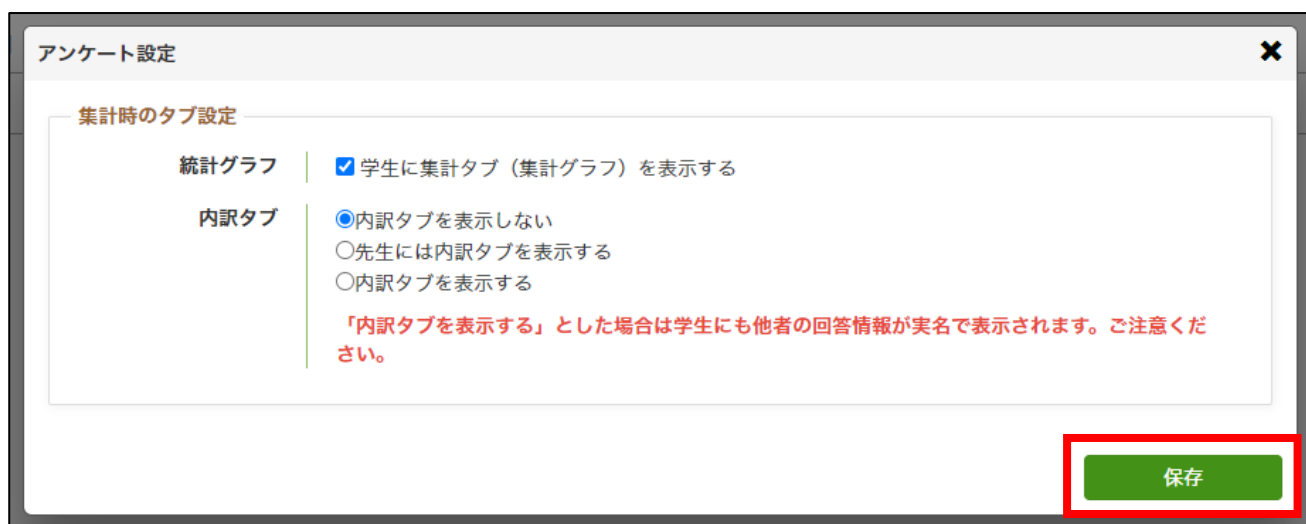 アンケート設定
集計時のタブ設定
統計グラフ
学生に集計タブ（集計グラフ）を表示する
内訳タブ
内訳タブを表示しない
先生には内訳タブを表示する
内訳タブを表示する
「内訳タブを表示する」とした場合は学生にも他者の回答情報が実名で表示されます。ご注意くだ
さい。
保存